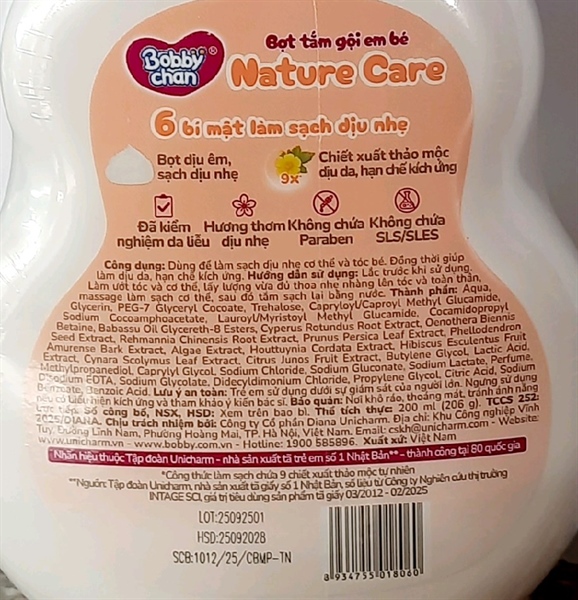 Bobby chan ®
Bọt tắm gội em bé
Nature Care
6 bí mật làm sạch dịu nhẹ
Bọt dịu êm,
sạch dịu nhẹ
9x*
Chiết xuất thảo mộc
dịu da, hạn chế kích ứng
Đã kiểm
nghiệm da liễu
Hương thơm
dịu nhẹ
Không chứa
Paraben
Không chứa
SLS/SLES
Công dụng: Dùng để làm sạch dịu nhẹ cơ thể và tóc bé. Đồng thời giúp
làm dịu da, hạn chế kích ứng. Hướng dẫn sử dụng: Lắc trước khi sử dụng.
Làm ướt tóc và cơ thể, lấy lượng vừa đủ thoa nhẹ nhàng lên tóc và toàn thân,
massage làm sạch cơ thể, sau đó tắm sạch lại bằng nước. Thành phần: Aqua,
Glycerin, PEG-7 Glyceryl Cocoate, Trehalose, Capryloyl/Caproyl Methyl Glucamide,
Sodium Cocoamphoacetate, Lauroyl/Myristoyl Methyl Glucamide, Cocamidopropyl
Betaine, Babassu Oil Glycereth-8 Esters, Cyperus Rotundus Root Extract, Oenothera Biennis
Seed Extract, Rehmannia Chinensis Root Extract, Prunus Persica Leaf Extract, Phellodendron
Amurense Bark Extract, Algae Extract, Houttuynia Cordata Extract, Hibiscus Esculentus Fruit
Extract, Cynara Scolymus Leaf Extract, Citrus Junos Fruit Extract, Butylene Glycol, Lactic Acid,
Methylpropanediol, Caprylyl Glycol, Sodium Chloride, Sodium Gluconate, Sodium Lactate, Perfume,
Disodium EDTA, Sodium Glycolate, Didecyldimonium Chloride, Propylene Glycol, Citric Acid, Sodium
Benzoate, Benzoic Acid. Lưu ý an toàn: Trẻ em sử dụng dưới sự giám sát của người lớn. Ngưng sử dụng
nếu có biểu hiện kích ứng và tham khảo ý kiến bác sĩ. Bảo quản: Nơi khô ráo, thoáng mát, tránh ánh nắng
trực tiếp. Số công bố, NSX, HSD: Xem trên bao bì. Thể tích thực: 200 ml (206 g). TCCS 252:
2025/DIANA. Chịu trách nhiệm bởi: Công ty Cổ phần Diana Unicharm. Địa chỉ: Khu Công nghiệp Vĩnh
Tuy, Đường Lĩnh Nam, Phường Hoàng Mai, TP. Hà Nội, Việt Nam. Email: cskh@unicharm.com - Website:
www.unicharm.vn - www.bobby.com.vn - Hotline: 1900 585896. Xuất xứ: Việt Nam
Nhãn hiệu thuộc Tập đoàn Unicharm - nhà sản xuất tã trẻ em số 1 Nhật Bản** - thành công tại 80 quốc gia
*Công thức làm sạch chứa 9 chiết xuất thảo mộc tự nhiên
**Nguồn: Tập đoàn Unicharm, nhà sản xuất tã giấy số 1 Nhật Bản, số liệu từ Công ty Nghiên cứu thị trường
INTAGE SCI, giá trị tiêu dùng sản phẩm tã giấy 03/2012 - 02/2025
LOT:25092501
HSD:25092028
SCB:1012/25/CBMP-TN
8 934755 018060